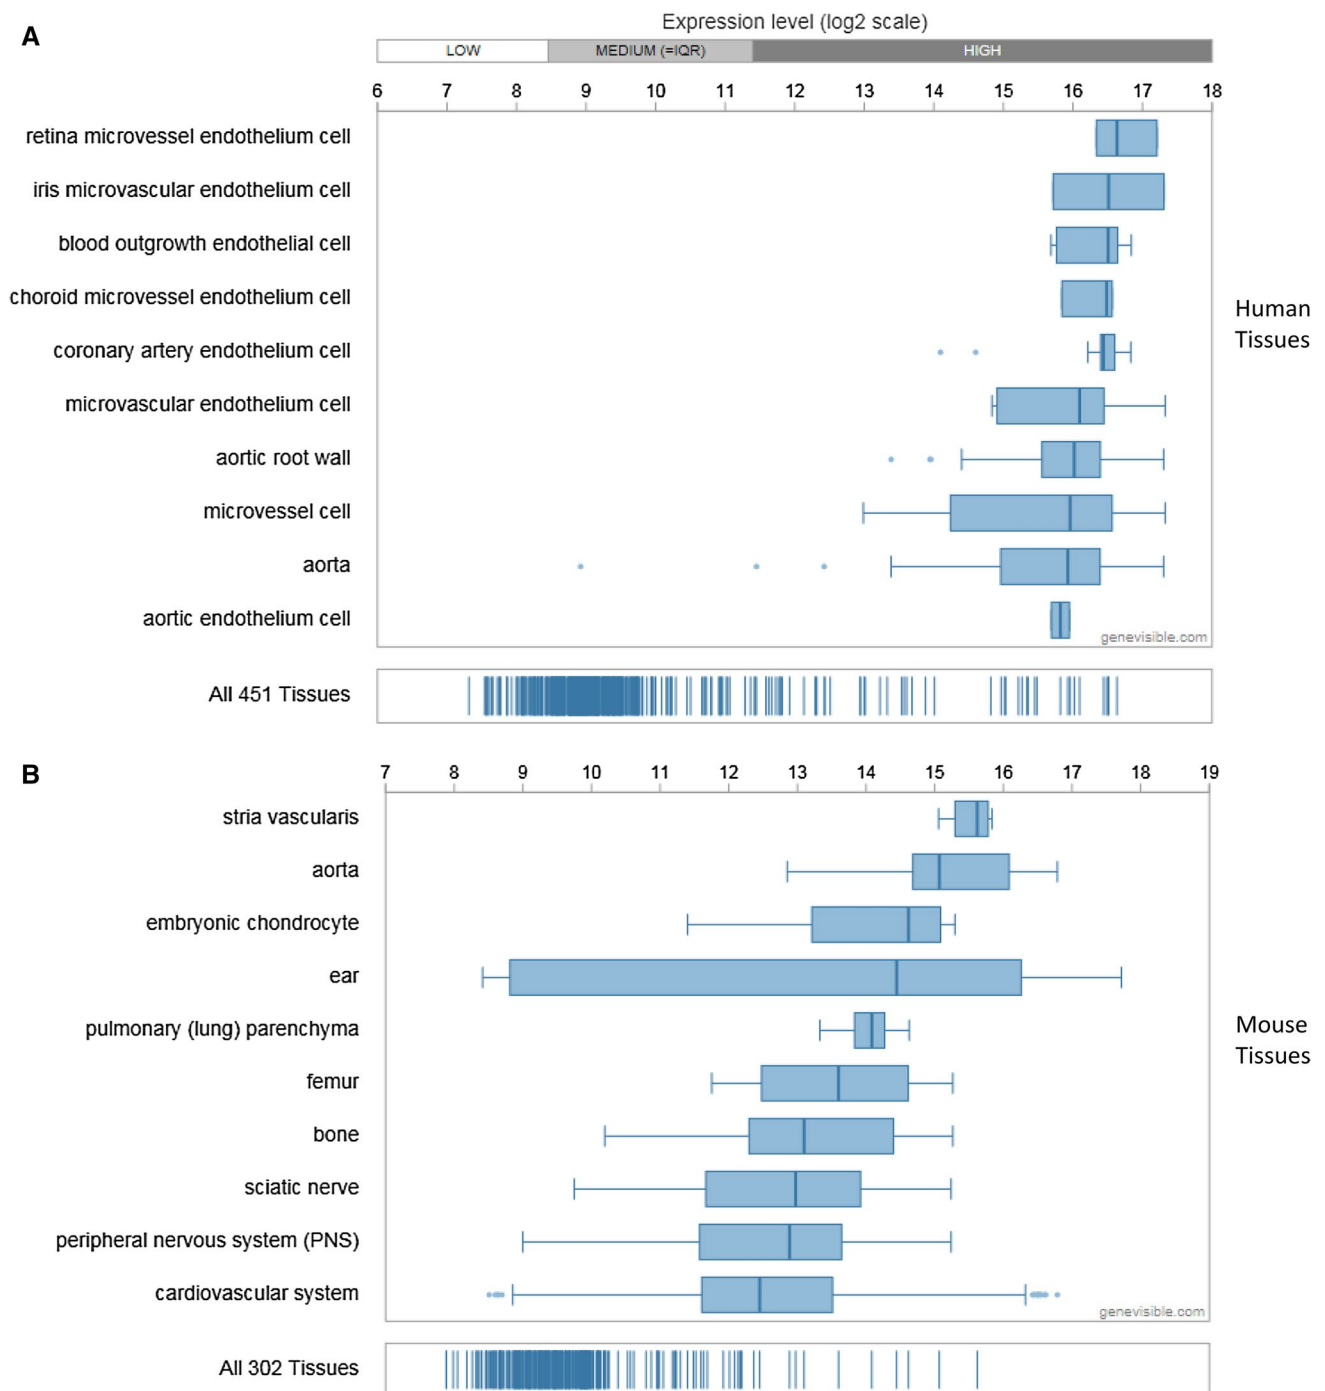 A
Expression level (log2 scale)
LOW MEDIUM (=IQR) HIGH
6 7 8 9 10 11 12 13 14 15 16 17 18
retina microvessel endothelium cell
iris microvascular endothelium cell
blood outgrowth endothelial cell
choroid microvessel endothelium cell
coronary artery endothelium cell
microvascular endothelium cell
aortic root wall
microvessel cell
aorta
aortic endothelium cell
genevisible.com
Human
Tissues
All 451 Tissues
B
7 8 9 10 11 12 13 14 15 16 17 18 19
stria vascularis
aorta
embryonic chondrocyte
ear
pulmonary (lung) parenchyma
femur
bone
sciatic nerve
peripheral nervous system (PNS)
cardiovascular system
genevisible.com
Mouse
Tissues
All 302 Tissues